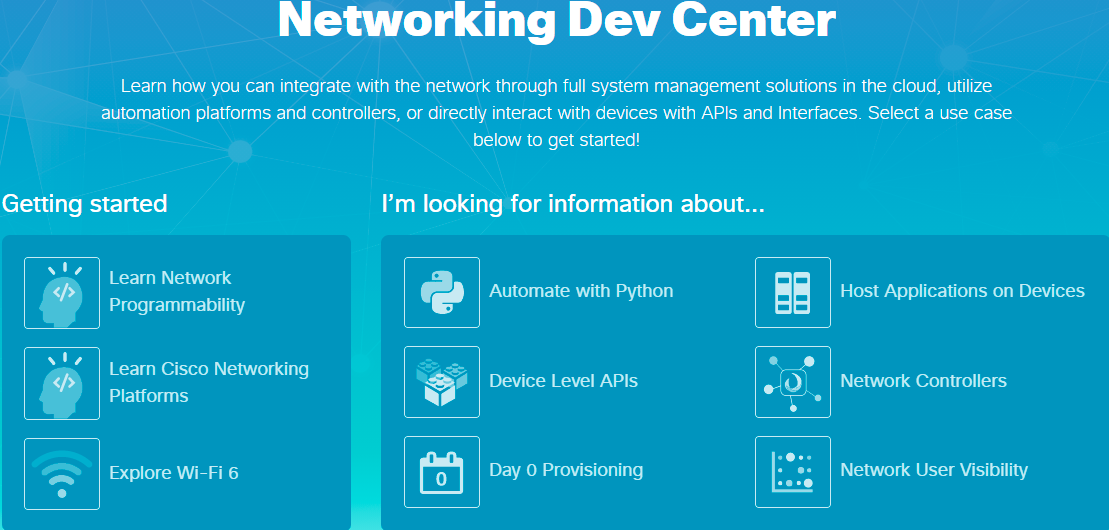 Networking Dev Center
Learn how you can integrate with the network through full system management solutions in the cloud, utilize
automation platforms and controllers, or directly interact with devices with APIs and Interfaces. Select a use case
below to get started!
Getting started
Learn Network
Programmability
Learn Cisco Networking
Platforms
Explore Wi-Fi 6
I'm looking for information about...
Automate with Python
Host Applications on Devices
Device Level APIs
Network Controllers
0
Day 0 Provisioning
Network User Visibility